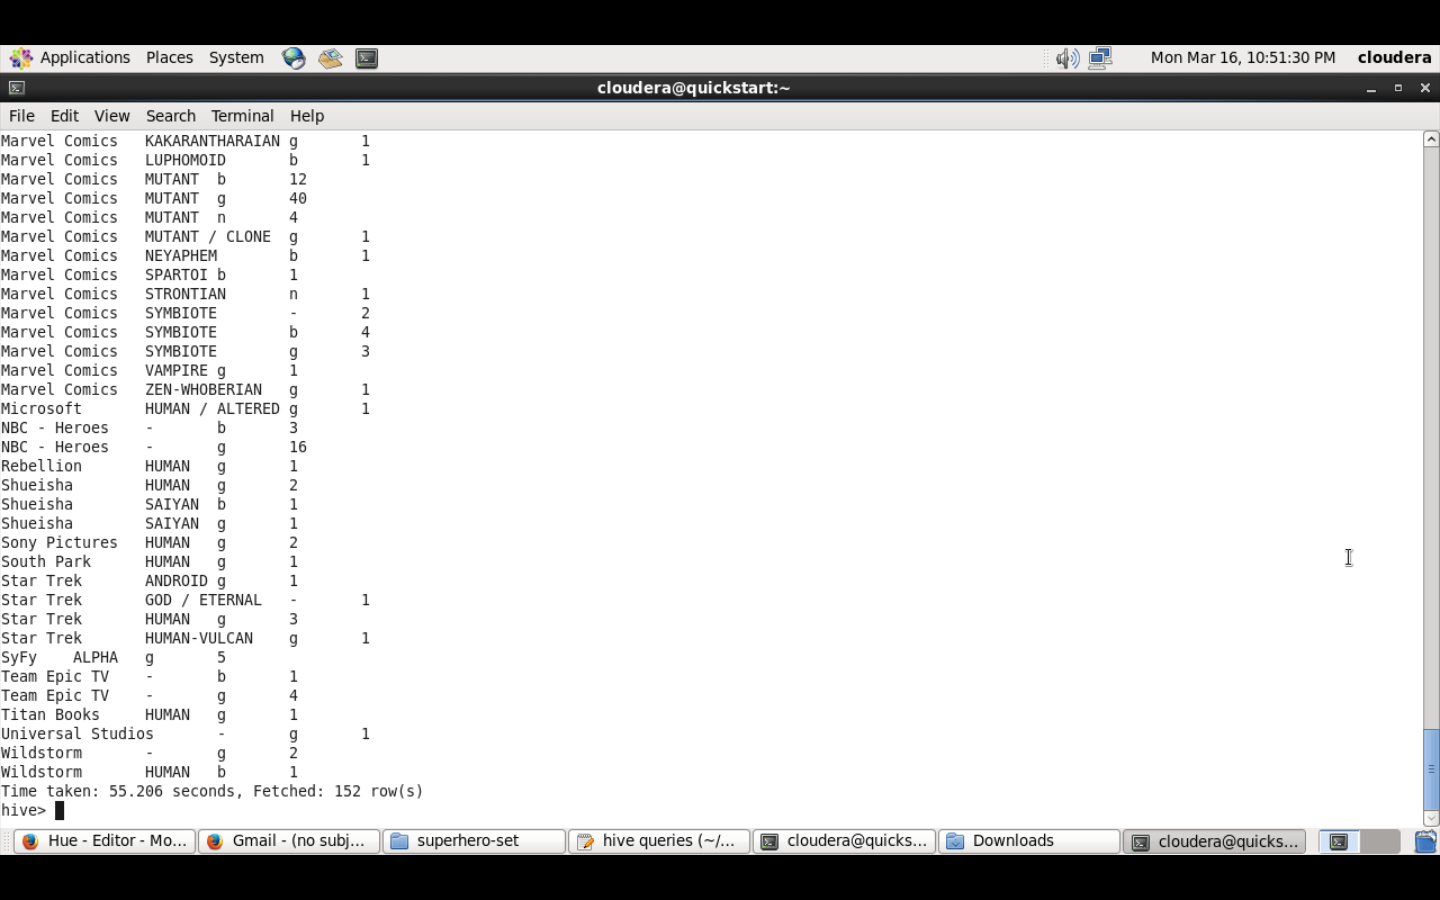 Applications Places System Mon Mar 16, 10:51:30 PM cloudera
cloudera@quickstart:~
File Edit View Search Terminal Help
Marvel Comics KAKARANTHARAIAN g 1
Marvel Comics LUPHOMOID b 1
Marvel Comics MUTANT b 12
Marvel Comics MUTANT g 40
Marvel Comics MUTANT n 4
Marvel Comics MUTANT / CLONE g 1
Marvel Comics NEYAPHEM b 1
Marvel Comics SPARTOI b 1
Marvel Comics STRONTIAN n 1
Marvel Comics SYMBIOTE - 2
Marvel Comics SYMBIOTE b 4
Marvel Comics SYMBIOTE g 3
Marvel Comics VAMPIRE g 1
Marvel Comics ZEN-WHOBERIAN g 1
Microsoft HUMAN / ALTERED g 1
NBC - Heroes - b 3
NBC - Heroes - g 16
Rebellion HUMAN g 1
Shueisha HUMAN g 2
Shueisha SAIYAN b 1
Shueisha SAIYAN g 1
Sony Pictures HUMAN g 2
South Park HUMAN g 1
Star Trek ANDROID g 1
Star Trek GOD / ETERNAL - 1
Star Trek HUMAN g 3
Star Trek HUMAN-VULCAN g 1
SyFy ALPHA g 5
Team Epic TV - b 1
Team Epic TV - g 4
Titan Books HUMAN g 1
Universal Studios - g 1
Wildstorm - g 2
Wildstorm HUMAN b 1
Time taken: 55.206 seconds, Fetched: 152 row(s)
hive>
Hue - Editor - Mo... Gmail - (no subj... superhero-set hive queries (~/... cloudera@quicks... Downloads cloudera@quicks...